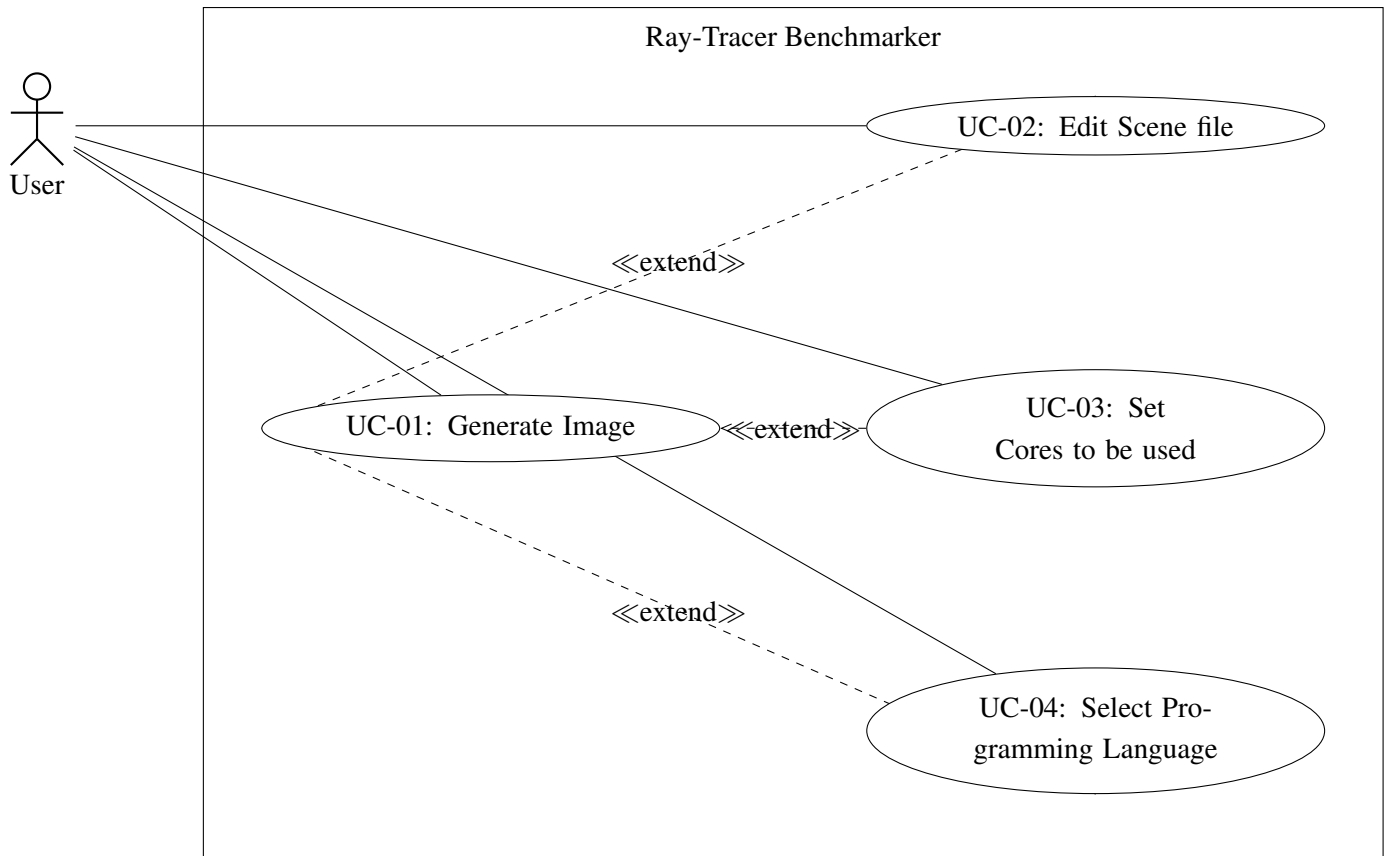 Ray-Tracer Benchmarker
User
UC-02: Edit Scene file
≪extend≫
UC-01: Generate Image
≪extend≫
UC-03: Set
Cores to be used
≪extend≫
UC-04: Select Pro-
gramming Language